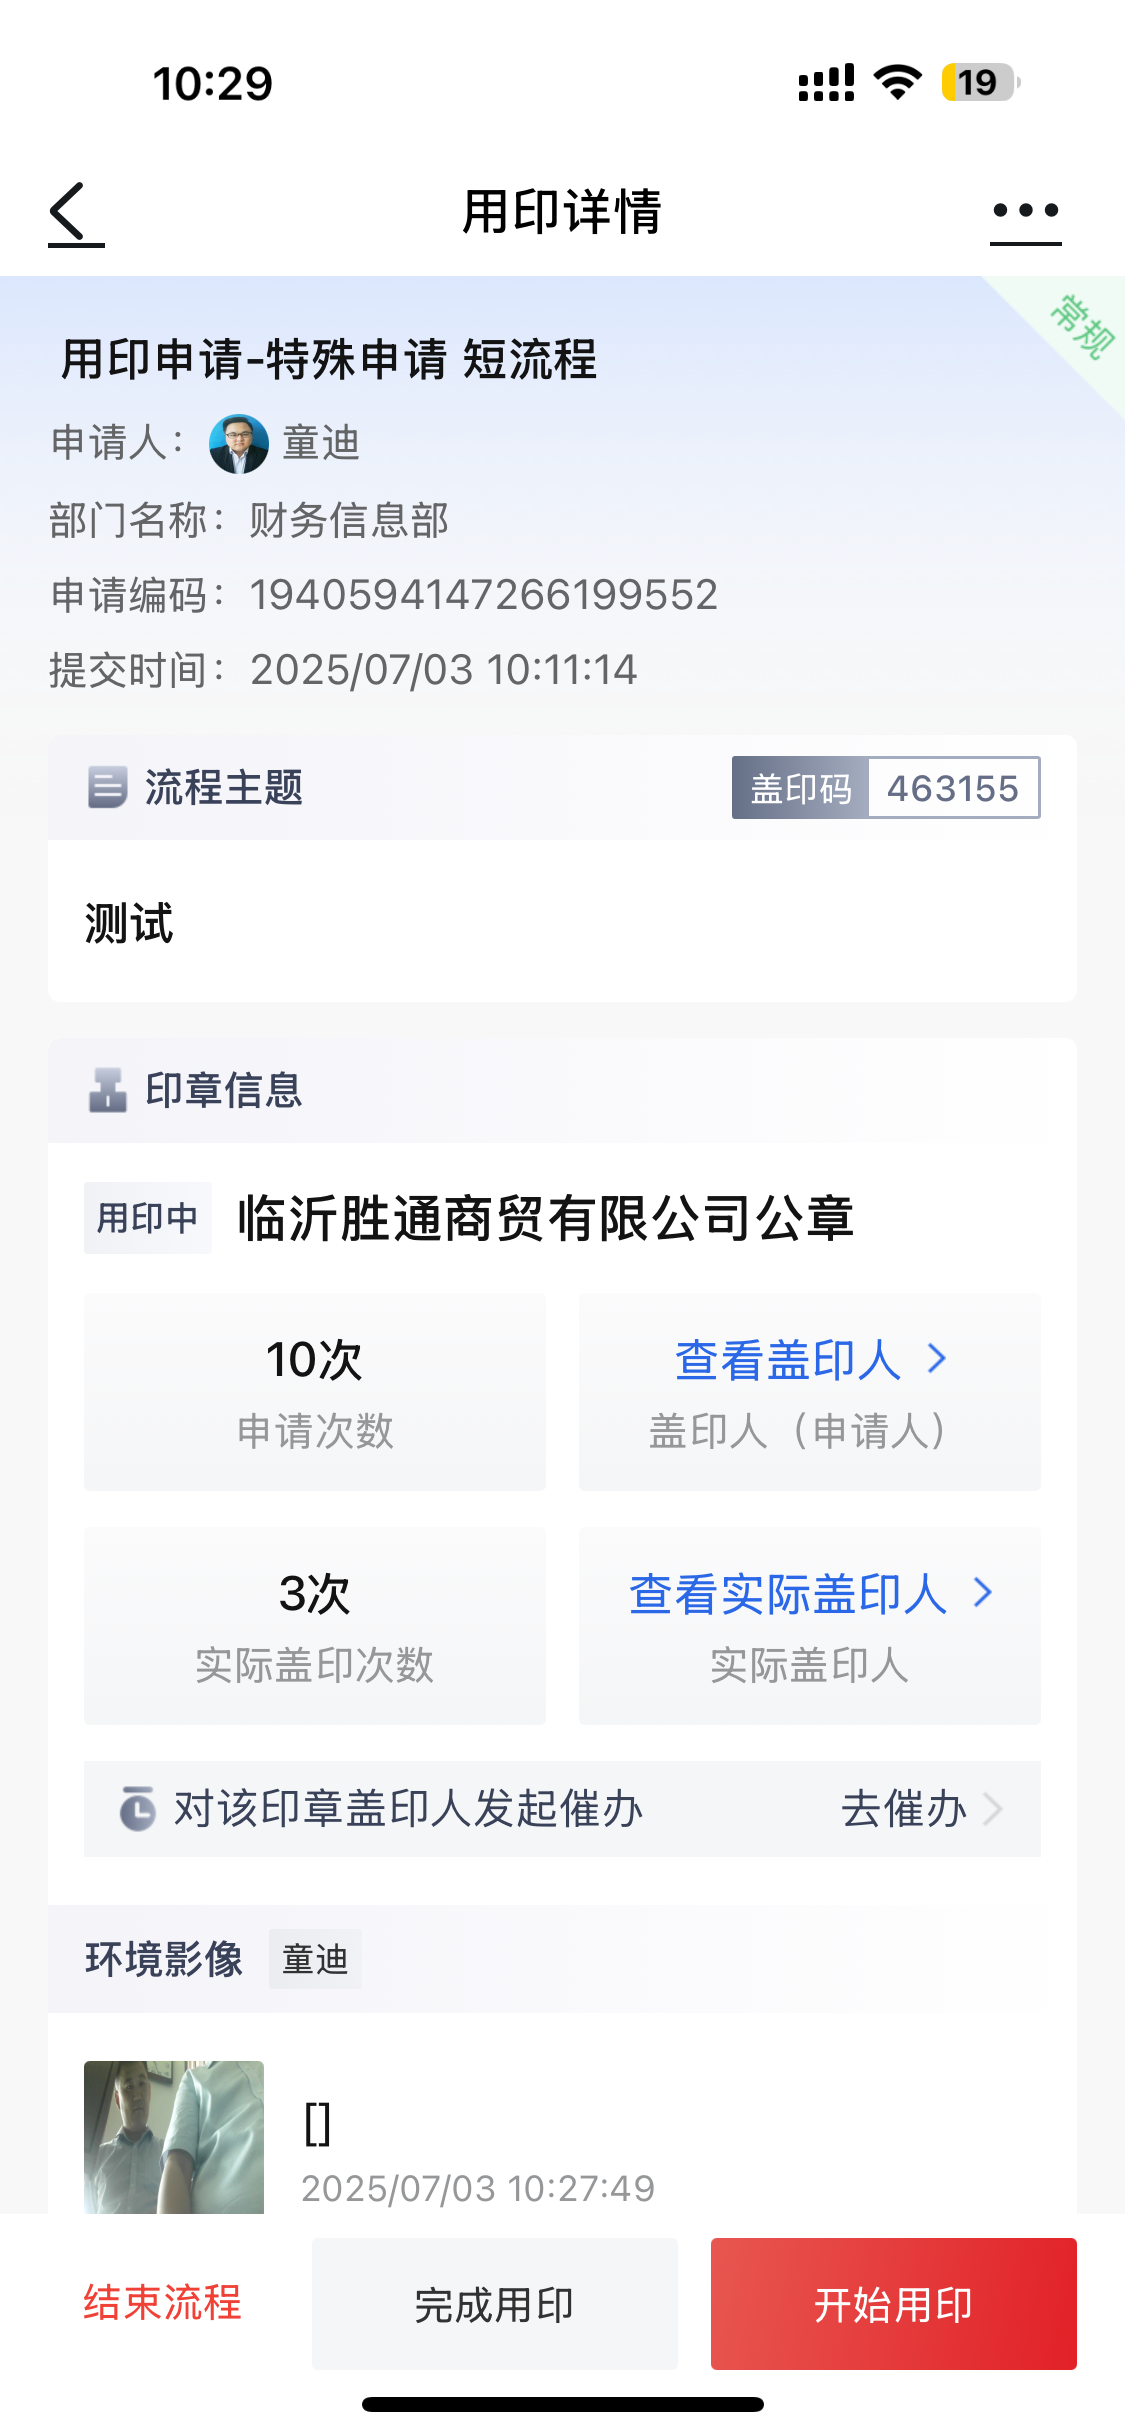 10:29
19
用印详情
常规
用印申请-特殊申请 短流程
申请人： 童迪
部门名称： 财务信息部
申请编码： 1940594147266199552
提交时间： 2025/07/03 10:11:14
流程主题
盖印码 463155
测试
印章信息
用印中 临沂胜通商贸有限公司公章
10次
申请次数
查看盖印人
盖印人（申请人）
3次
实际盖印次数
查看实际盖印人
实际盖印人
对该印章盖印人发起催办 去催办
环境影像 童迪
[]
2025/07/03 10:27:49
结束流程 完成用印 开始用印